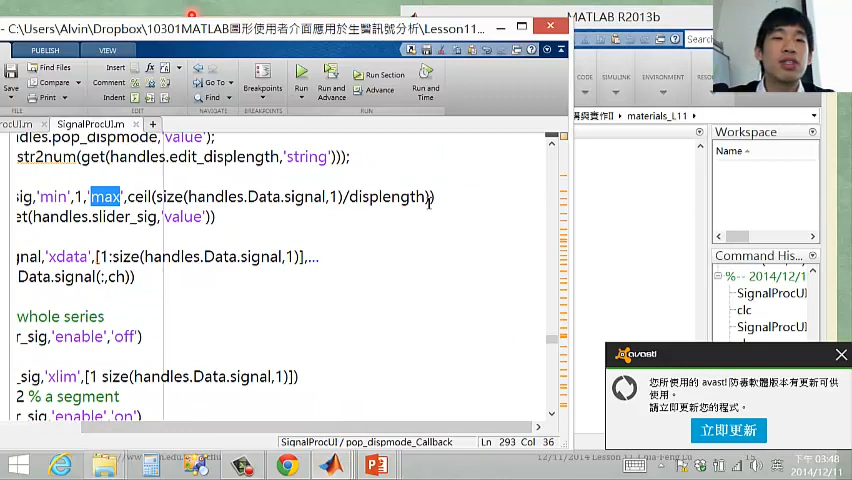 MATLAB R2013b
- C:\Users\Alvin\Dropbox\10301MATLAB圖形使用者介面應用於生醫訊號分析\Lesson11
PUBLISH VIEW
Search
Find Files Insert fx
Compare Comment Go To Breakpoints Run Run and Advance Run Section Run and Time
Print Indent Find Advance
FILE EDIT NAVIGATE BREAKPOINTS RUN
CODE SIMULINK ENVIRONMENT
rocUI.m SignalProcUI.m
materials_L11
Workspace
Name
ndles.pop_dispmode,'value');
str2num(get(handles.edit_displength,'string')));
sig,'min',1,'max',ceil(size(handles.Data.signal,1)/displength))
et(handles.slider_sig,'value'))
gnal,'xdata',[1:size(handles.Data.signal,1)],...
Data.signal(:,ch))
whole series
r_sig,'enable','off')
_sig,'xlim',[1 size(handles.Data.signal,1)])
2 % a segment
r_sig,'enable','on')
Command His...
%-- 2014/12/1
SignalProcUI
clc
SignalProcUI
SignalProcUI / pop_dispmode_Callback Ln 293 Col 36
avast!
您所使用的 avast! 防毒軟體版本有更新可供
使用。
請立即更新您的程式。
立即更新
12/11/2014 Lesson 11
15
下午 03:48
2014/12/11